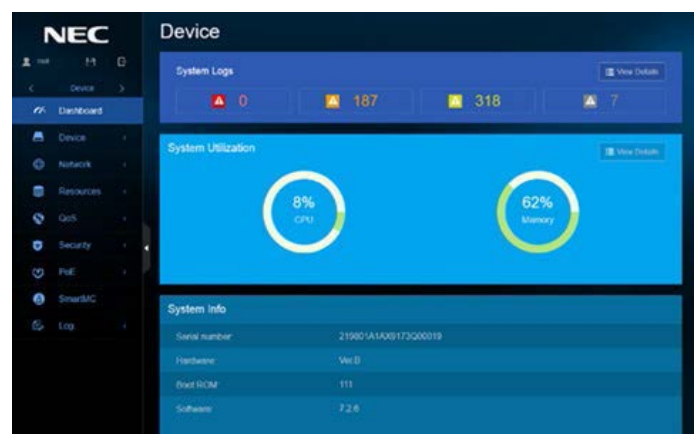 NEC
Device
root
Device
Dashboard
Device
Network
Resources
QoS
Security
PoE
SmartMC
Log
System Logs
View Details
0
187
318
7
System Utilization
View Details
8%
CPU
62%
Memory
System Info
Serial number
Hardware
Ver.B
Boot ROM
111
Software
7.2.6